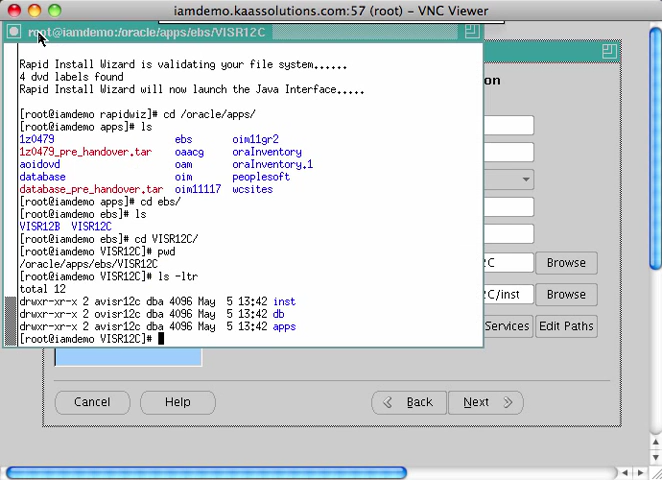 iamdemo.kaassolutions.com:57 (root) - VNC Viewer
root@iamdemo:/oracle/apps/ebs/VISR12C
Rapid Install Wizard is validating your file system......
4 dvd labels found
Rapid Install Wizard will now launch the Java Interface.....
[root@iamdemo rapidwiz]# cd /oracle/apps/
[root@iamdemo apps]# ls
1z0479 ebs oim11gr2
1z0479_pre_handover.tar oaacg oraInventory
aoidovd oam oraInventory.1
database oim peoplesoft
database_pre_handover.tar oim11117 wcsites
[root@iamdemo apps]# cd ebs/
[root@iamdemo ebs]# ls
VISR12B VISR12C
[root@iamdemo ebs]# cd VISR12C/
[root@iamdemo VISR12C]# pwd
/oracle/apps/ebs/VISR12C
[root@iamdemo VISR12C]# ls -ltr
total 12
drwxr-xr-x 2 avisr12c dba 4096 May 5 13:42 inst
drwxr-xr-x 2 ovisr12c dba 4096 May 5 13:42 db
drwxr-xr-x 2 avisr12c dba 4096 May 5 13:42 apps
[root@iamdemo VISR12C]#
on
2C Browse
C/inst Browse
Services Edit Paths
Cancel Help Back Next